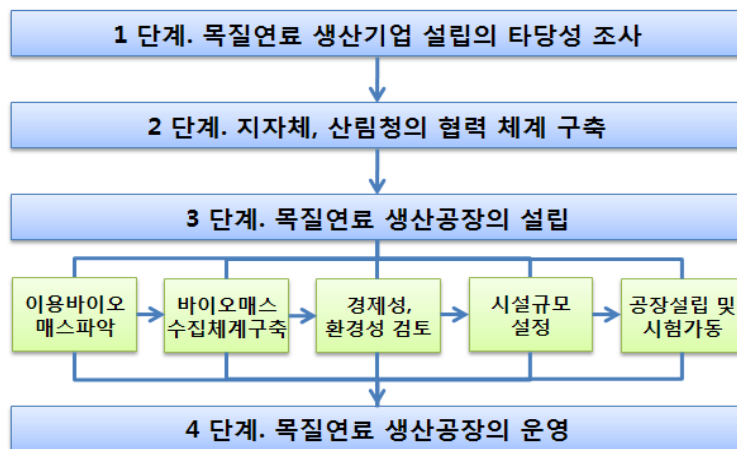 1 단계. 목질연료 생산기업 설립의 타당성 조사
2 단계. 지자체, 산림청의 협력 체계 구축
3 단계. 목질연료 생산공장의 설립
이용바이오
매스파악
바이오매스
수집체계구축
경제성,
환경성 검토
시설규모
설정
공장설립 및
시험가동
4 단계. 목질연료 생산공장의 운영